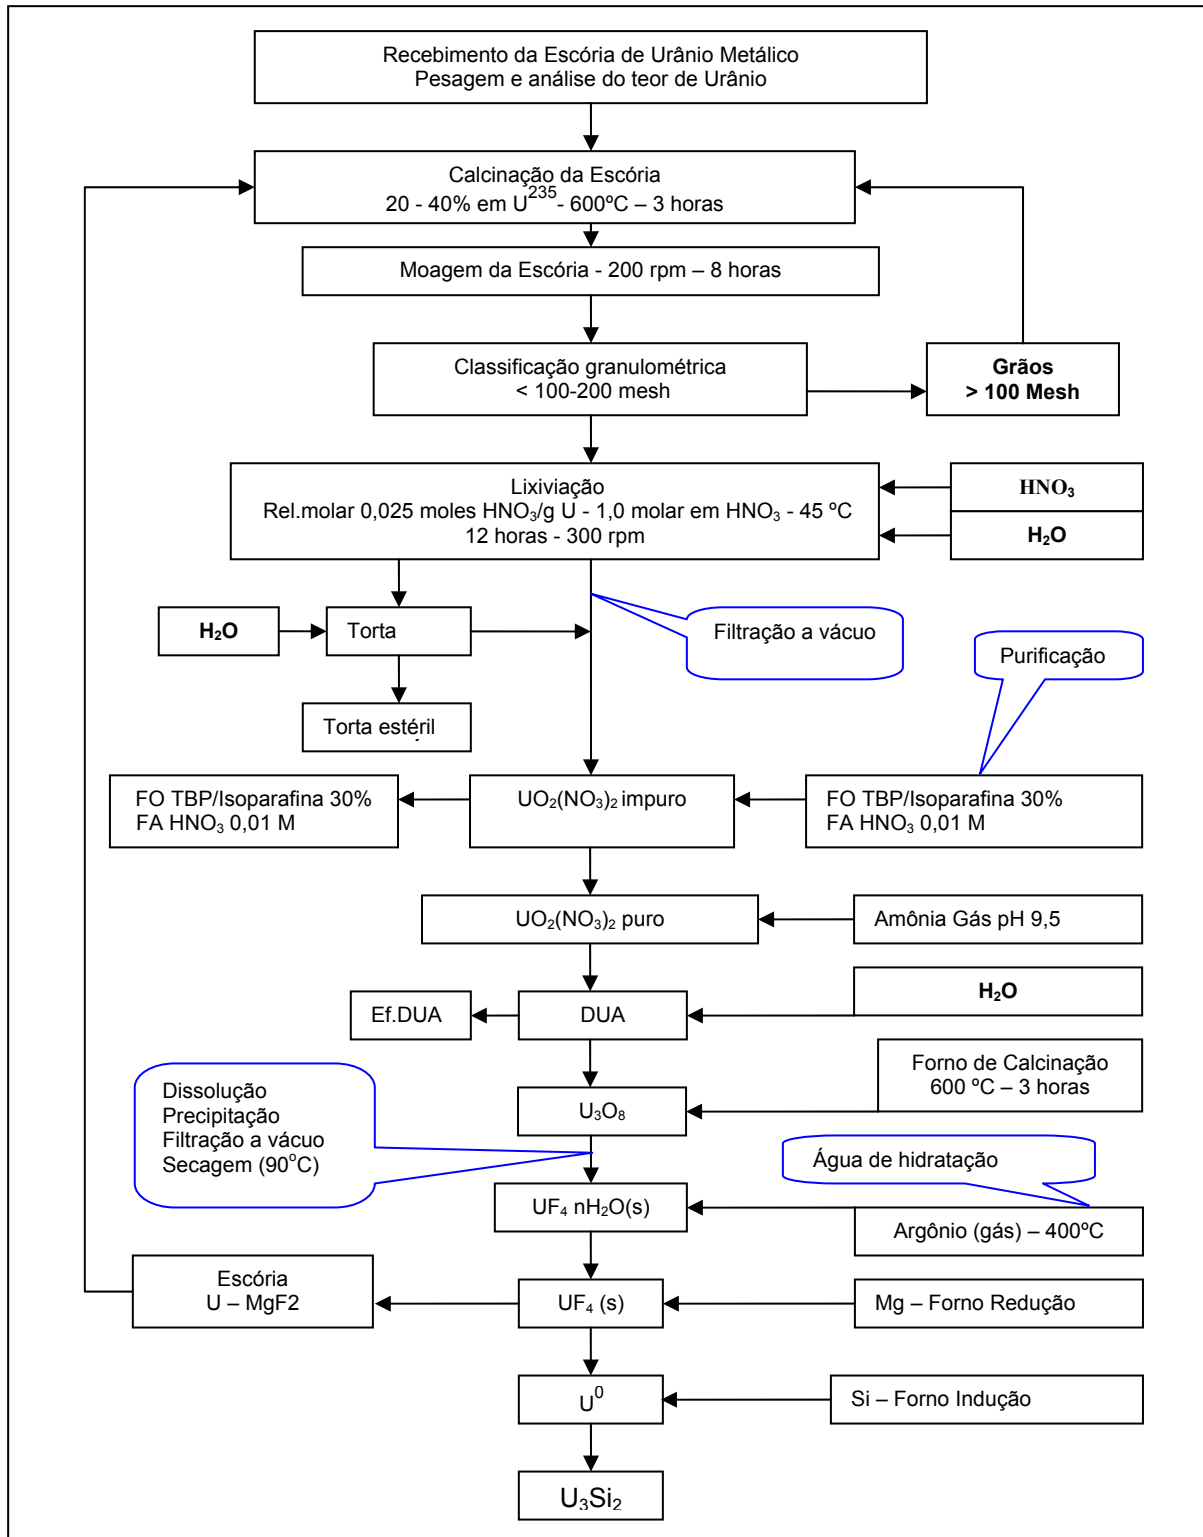 Recebimento da Escória de Urânio Metálico
Pesagem e análise do teor de Urânio
Calcinação da Escória
20 - 40% em U²³⁵- 600ºC – 3 horas
Moagem da Escória - 200 rpm – 8 horas
Classificação granulométrica
< 100-200 mesh
Grãos
> 100 Mesh
Lixiviação
Rel.molar 0,025 moles HNO₃/g U - 1,0 molar em HNO₃ - 45 ºC
12 horas - 300 rpm
HNO₃
H₂O
H₂O
Torta
Filtração a vácuo
Purificação
Torta estéril
FO TBP/Isoparafina 30%
FA HNO₃ 0,01 M
UO₂(NO₃)₂ impuro
FO TBP/Isoparafina 30%
FA HNO₃ 0,01 M
UO₂(NO₃)₂ puro
Amônia Gás pH 9,5
Ef.DUA
DUA
H₂O
Forno de Calcinação
600 ºC – 3 horas
Dissolução
Precipitação
Filtração a vácuo
Secagem (90°C)
U₃O₈
Água de hidratação
UF₄ nH₂O(s)
Argônio (gás) – 400ºC
Escória
U – MgF2
UF₄ (s)
Mg – Forno Redução
U⁰
Si – Forno Indução
U₃Si₂